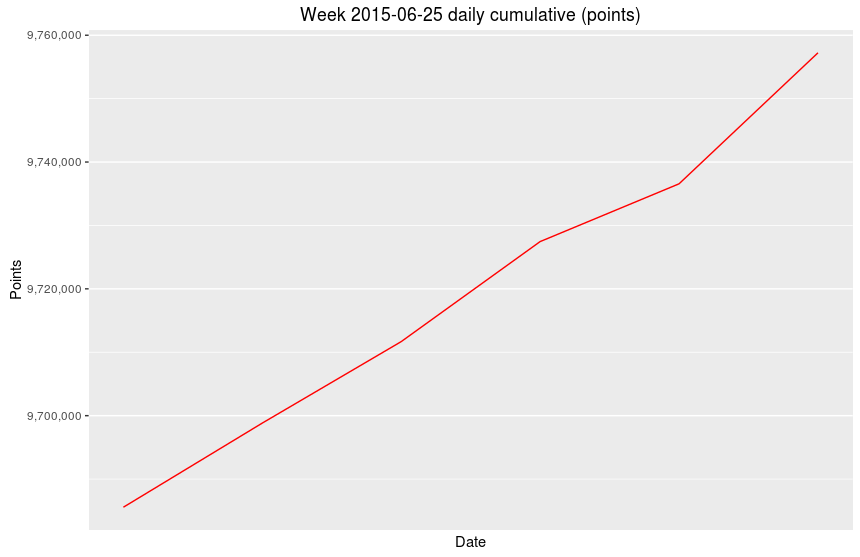 Week 2015-06-25 daily cumulative (points)
9,760,000
9,740,000
9,720,000
9,700,000
Points
Date